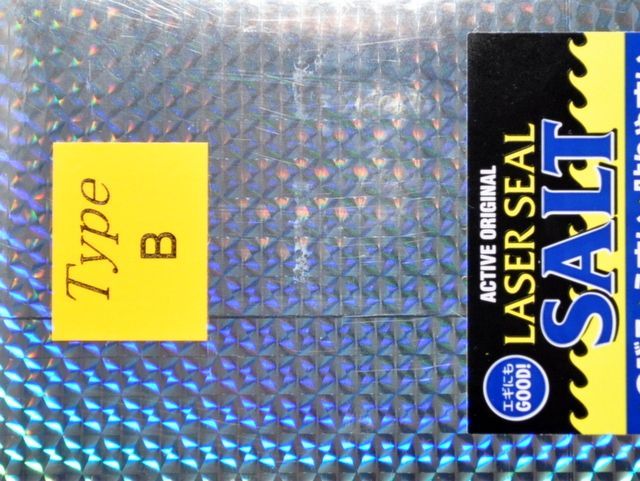 Type
B
ACTIVE ORIGINAL
LASER SEAL
SALT
エギにも
GOOD!